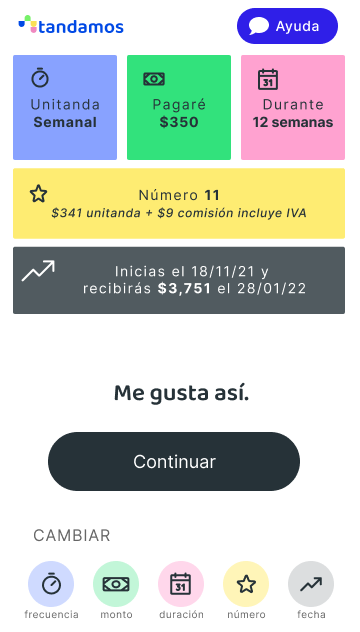 tandamos
Ayuda
Unitanda
Semanal
Pagaré
$350
31
Durante
12 semanas
Número 11
$341 unitanda + $9 comisión incluye IVA
Inicias el 18/11/21 y
recibirás $3,751 el 28/01/22
Me gusta así.
Continuar
CAMBIAR
31
frecuencia
monto
duración
número
fecha